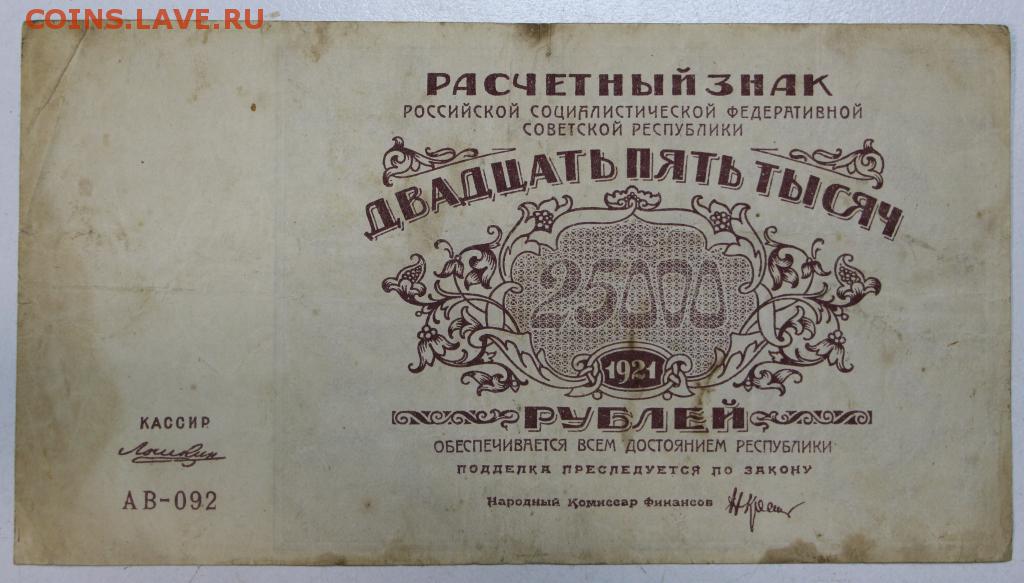 COINS.LAVE.RU
РАСЧЕТНЫЙ ЗНАК
РОССИЙСКОЙ СОЦИАЛИСТИЧЕСКОЙ ФЕДЕРАТИВНОЙ
СОВЕТСКОЙ РЕСПУБЛИКИ
ДВАДЦАТЬ ПЯТЬ ТЫСЯЧ
25000
1921
РУБЛЕЙ
ОБЕСПЕЧИВАЕТСЯ ВСЕМ ДОСТОЯНИЕМ РЕСПУБЛИКИ
ПОДДЕЛКА ПРЕСЛЕДУЕТСЯ ПО ЗАКОНУ
Народный Комиссар Финансов
КАССИР
АВ-092